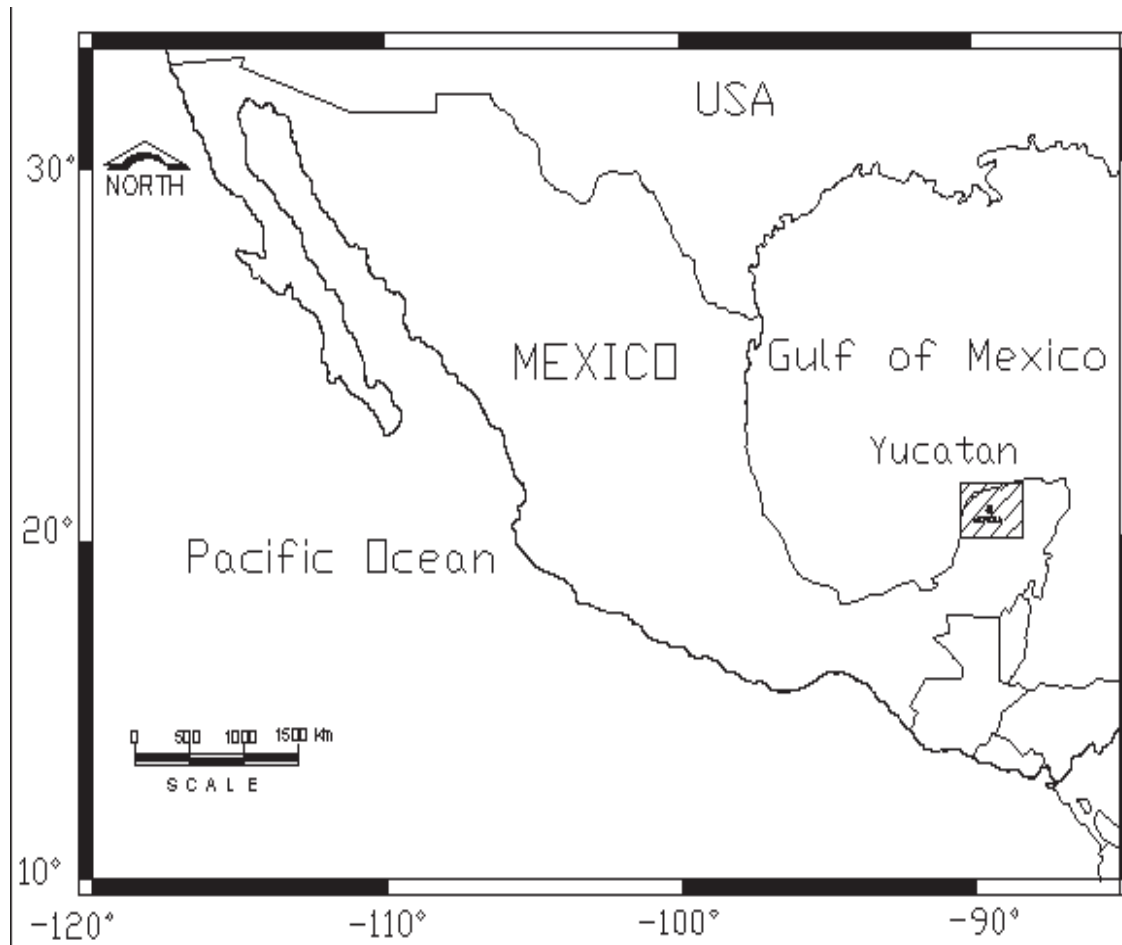 USA
30°
NORTH
MEXICO
Gulf of Mexico
Yucatan
20°
Pacific Ocean
0 500 1000 1500 km
SCALE
10°
-120° -110° -100° -90°